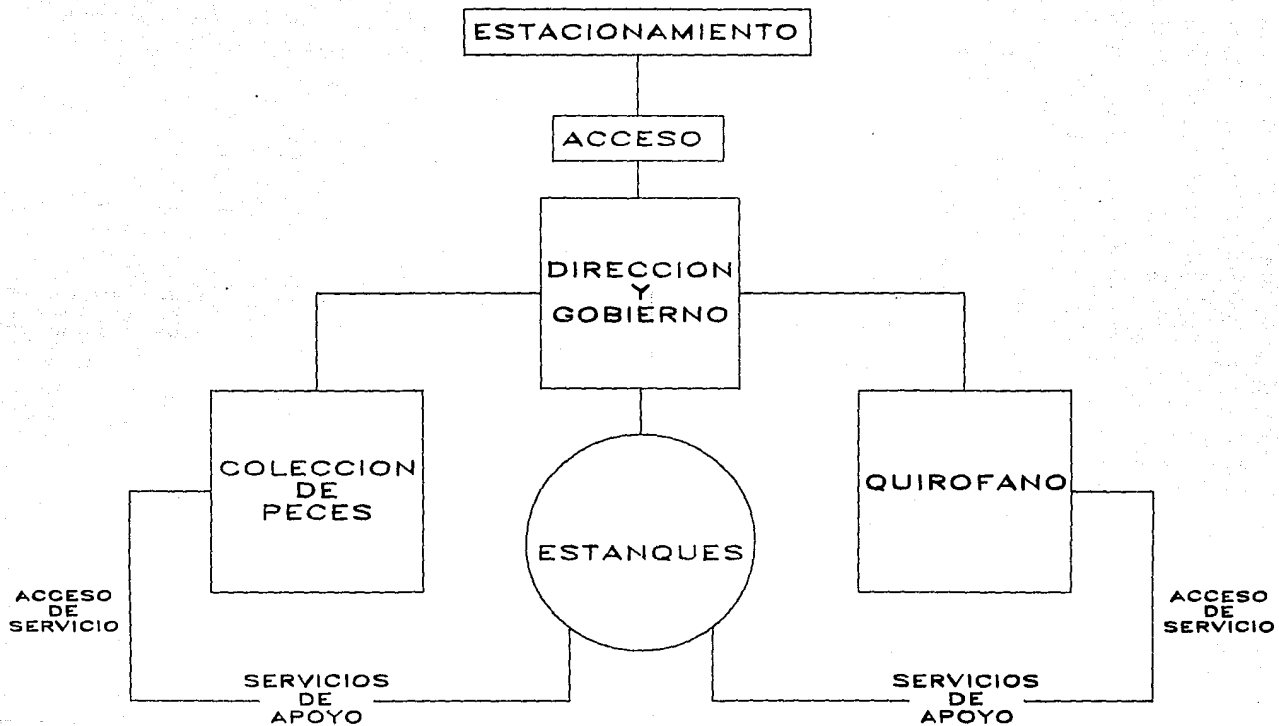 ESTACIONAMIENTO
ACCESO
DIRECCION
Y
GOBIERNO
COLECCION
DE
PECES
ESTANQUES
QUIROFANO
ACCESO
DE
SERVICIO
ACCESO
DE
SERVICIO
SERVICIOS
DE
APOYO
SERVICIOS
DE
APOYO